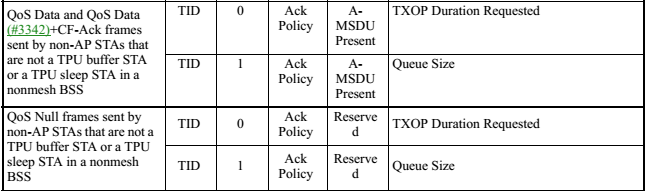 QoS Data and QoS Data
(#3342)+CF-Ack frames
sent by non-AP STAs that
are not a TPU buffer STA
or a TPU sleep STA in a
nonmesh BSS
TID 0 Ack Policy A-MSDU Present TXOP Duration Requested
TID 1 Ack Policy A-MSDU Present Queue Size
QoS Null frames sent by
non-AP STAs that are not a
TPU buffer STA or a TPU
sleep STA in a nonmesh
BSS
TID 0 Ack Policy Reserved TXOP Duration Requested
TID 1 Ack Policy Reserved Queue Size